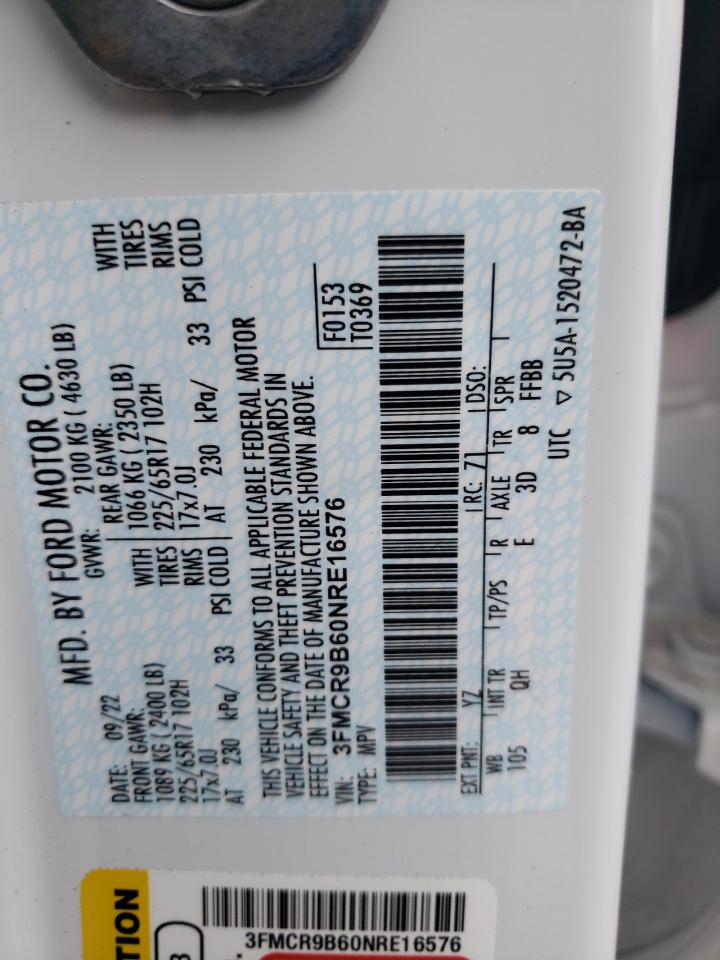 MFD. BY FORD MOTOR CO.
DATE: 09/22 GVWR: 2100 KG ( 4630 LB)
FRONT GAWR: REAR GAWR: WITH
1089 KG ( 2400 LB) WITH 1066 KG ( 2350 LB) TIRES
225/65R17 102H TIRES 225/65R17 102H RIMS
17x7.0J RIMS 17x7.0J
AT 230 kPa/ 33 PSI COLD AT 230 kPa/ 33 PSI COLD
THIS VEHICLE CONFORMS TO ALL APPLICABLE FEDERAL MOTOR
VEHICLE SAFETY AND THEFT PREVENTION STANDARDS IN
EFFECT ON THE DATE OF MANUFACTURE SHOWN ABOVE.
VIN: 3FMCR9B60NRE16576 F0153
TYPE: MPV T0369
EXT PNT: YZ RC: 71 DSO:
WB INT TR TP/PS R AXLE TR SPR
105 QH E 3D 8 FFBB
UTC ▽ 5U5A-1520472-BA
TION
3FMCR9B60NRE16576